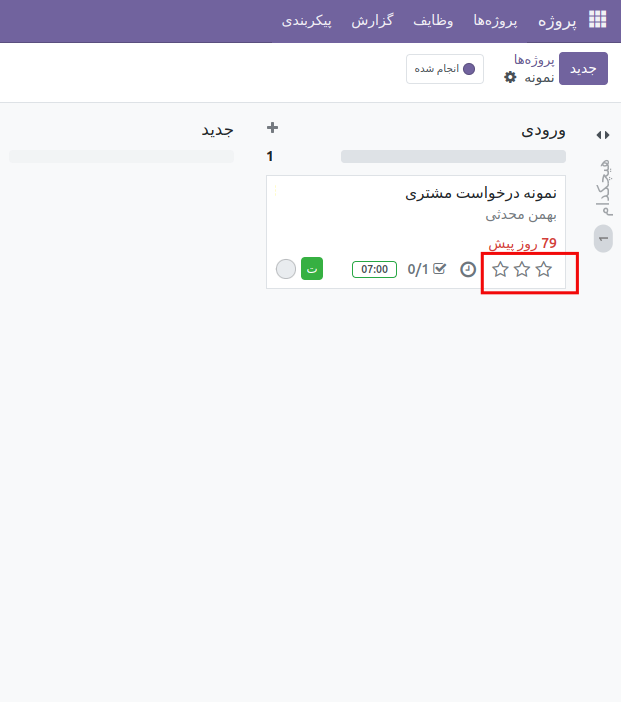 پروژه پروژه‌ها وظایف گزارش پیکربندی
جدید
پروژه‌ها
نمونه
انجام شده
هیچکدام
1
ورودی
1
نمونه درخواست مشتری
بهمن محدثی
79 روز پیش
0/1
07:00
ت
جدید